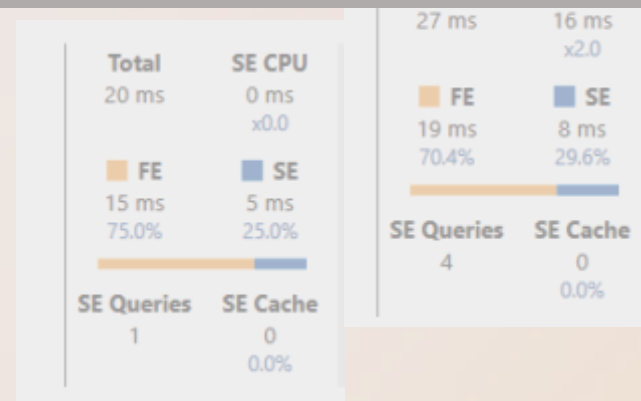 Total SE CPU
20 ms 0 ms
x0.0
FE SE
15 ms 5 ms
75.0% 25.0%
SE Queries SE Cache
1 0
0.0%
27 ms 16 ms
x2.0
FE SE
19 ms 8 ms
70.4% 29.6%
SE Queries SE Cache
4 0
0.0%